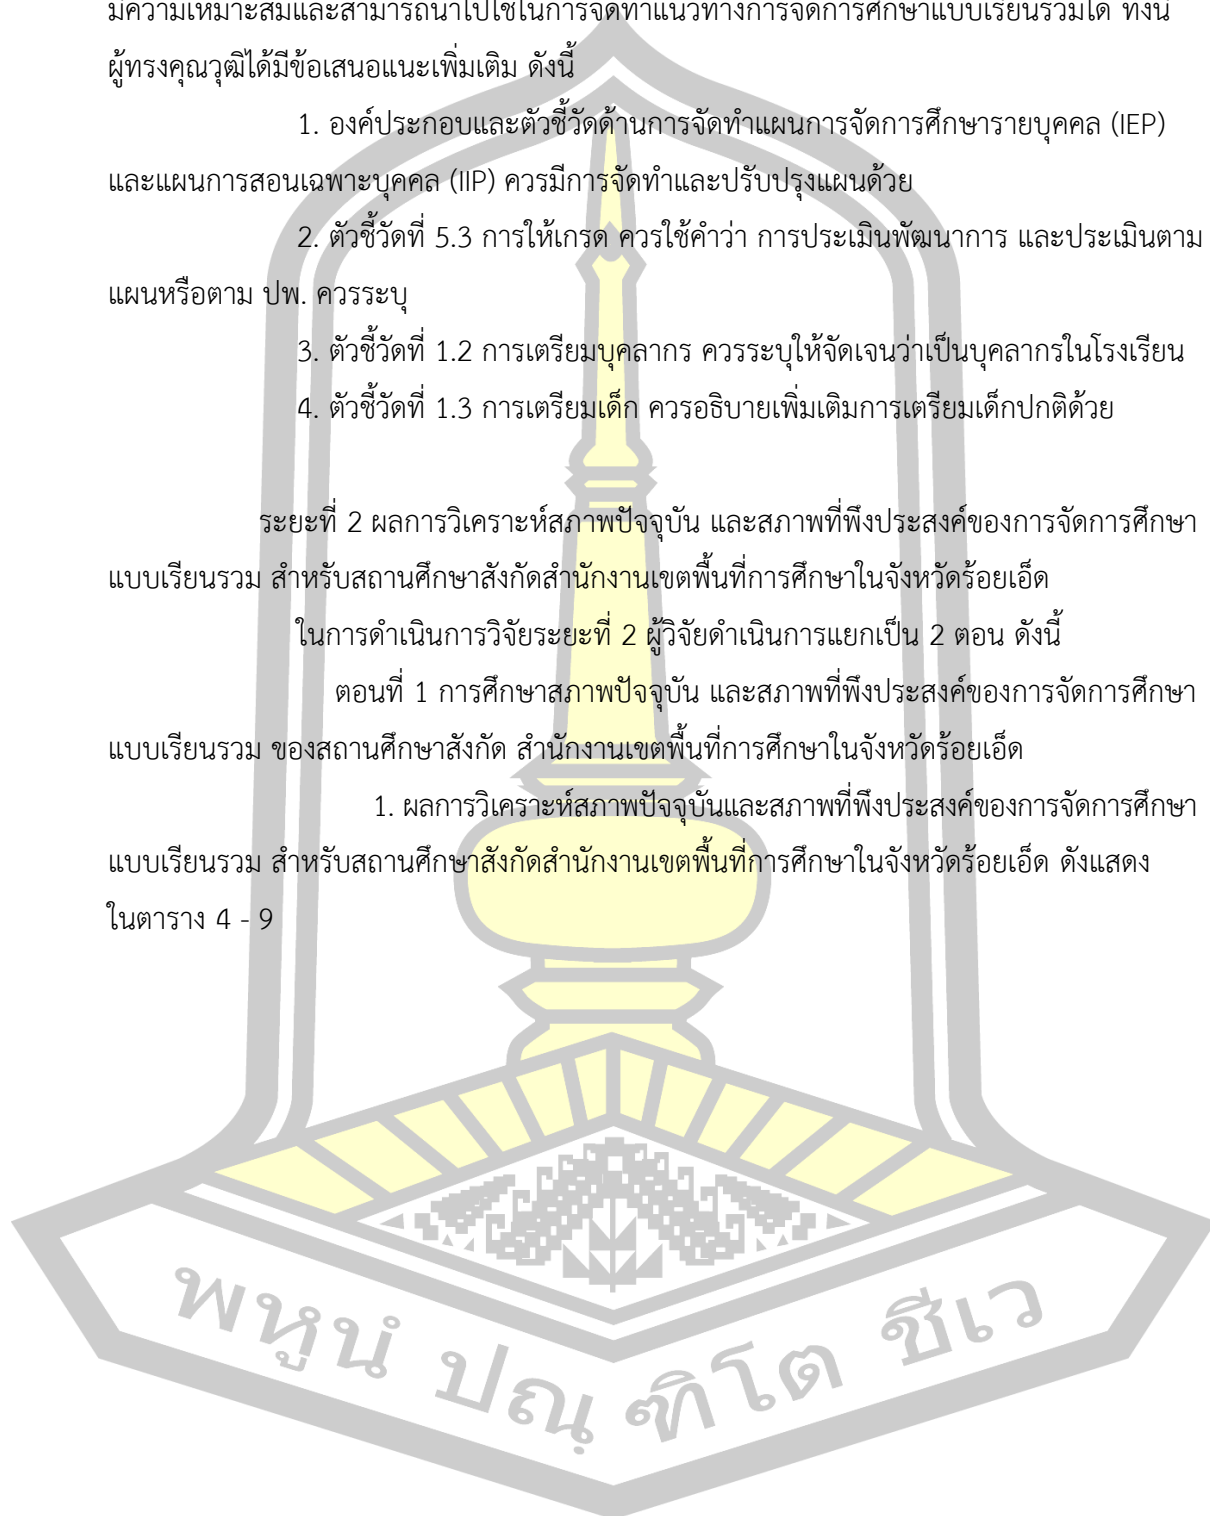 มีความเหมาะสมและสามารถนำไปใช้ในการจัดทำแนวทางการจัดการศึกษาแบบเรียนรวมได้ ทั้งนี้
ผู้ทรงคุณวุฒิได้มีข้อเสนอแนะเพิ่มเติม ดังนี้
1. องค์ประกอบและตัวชี้วัดด้านการจัดทำแผนการจัดการศึกษารายบุคคล (IEP)
และแผนการสอนเฉพาะบุคคล (IIP) ควรมีการจัดทำและปรับปรุงแผนด้วย
2. ตัวชี้วัดที่ 5.3 การให้เกรด ควรใช้คำว่า การประเมินพัฒนาการ และประเมินตาม
แผนหรือตาม ปพ. ควรระบุ
3. ตัวชี้วัดที่ 1.2 การเตรียมบุคลากร ควรระบุให้จัดเจนว่าเป็นบุคลากรในโรงเรียน
4. ตัวชี้วัดที่ 1.3 การเตรียมเด็ก ควรอธิบายเพิ่มเติมการเตรียมเด็กปกติด้วย
ระยะที่ 2 ผลการวิเคราะห์สภาพปัจจุบัน และสภาพที่พึงประสงค์ของการจัดการศึกษา
แบบเรียนรวม สำหรับสถานศึกษาสังกัดสำนักงานเขตพื้นที่การศึกษาในจังหวัดร้อยเอ็ด
ในการดำเนินการวิจัยระยะที่ 2 ผู้วิจัยดำเนินการแยกเป็น 2 ตอน ดังนี้
ตอนที่ 1 การศึกษาสภาพปัจจุบัน และสภาพที่พึงประสงค์ของการจัดการศึกษา
แบบเรียนรวม ของสถานศึกษาสังกัด สำนักงานเขตพื้นที่การศึกษาในจังหวัดร้อยเอ็ด
1. ผลการวิเคราะห์สภาพปัจจุบันและสภาพที่พึงประสงค์ของการจัดการศึกษา
แบบเรียนรวม สำหรับสถานศึกษาสังกัดสำนักงานเขตพื้นที่การศึกษาในจังหวัดร้อยเอ็ด ดังแสดง
ในตาราง 4 - 9
พหูนํ ปณฺฑิโต ชีเว